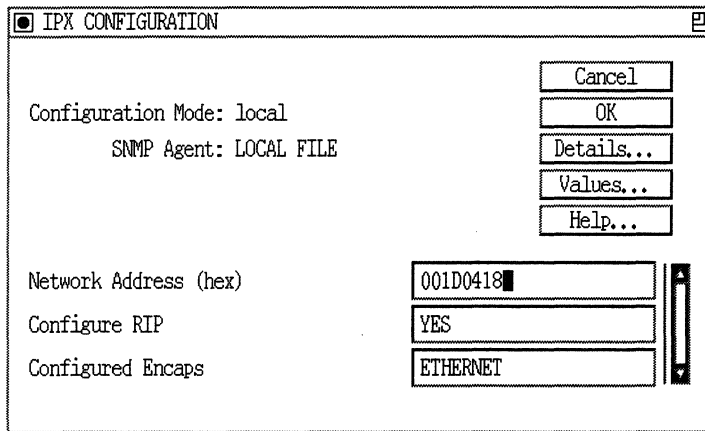 IPX CONFIGURATION
Cancel
Configuration Mode: local
OK
SNMP Agent: LOCAL FILE
Details...
Values...
Help...
Network Address (hex)
001D0418
Configure RIP
YES
Configured Encaps
ETHERNET